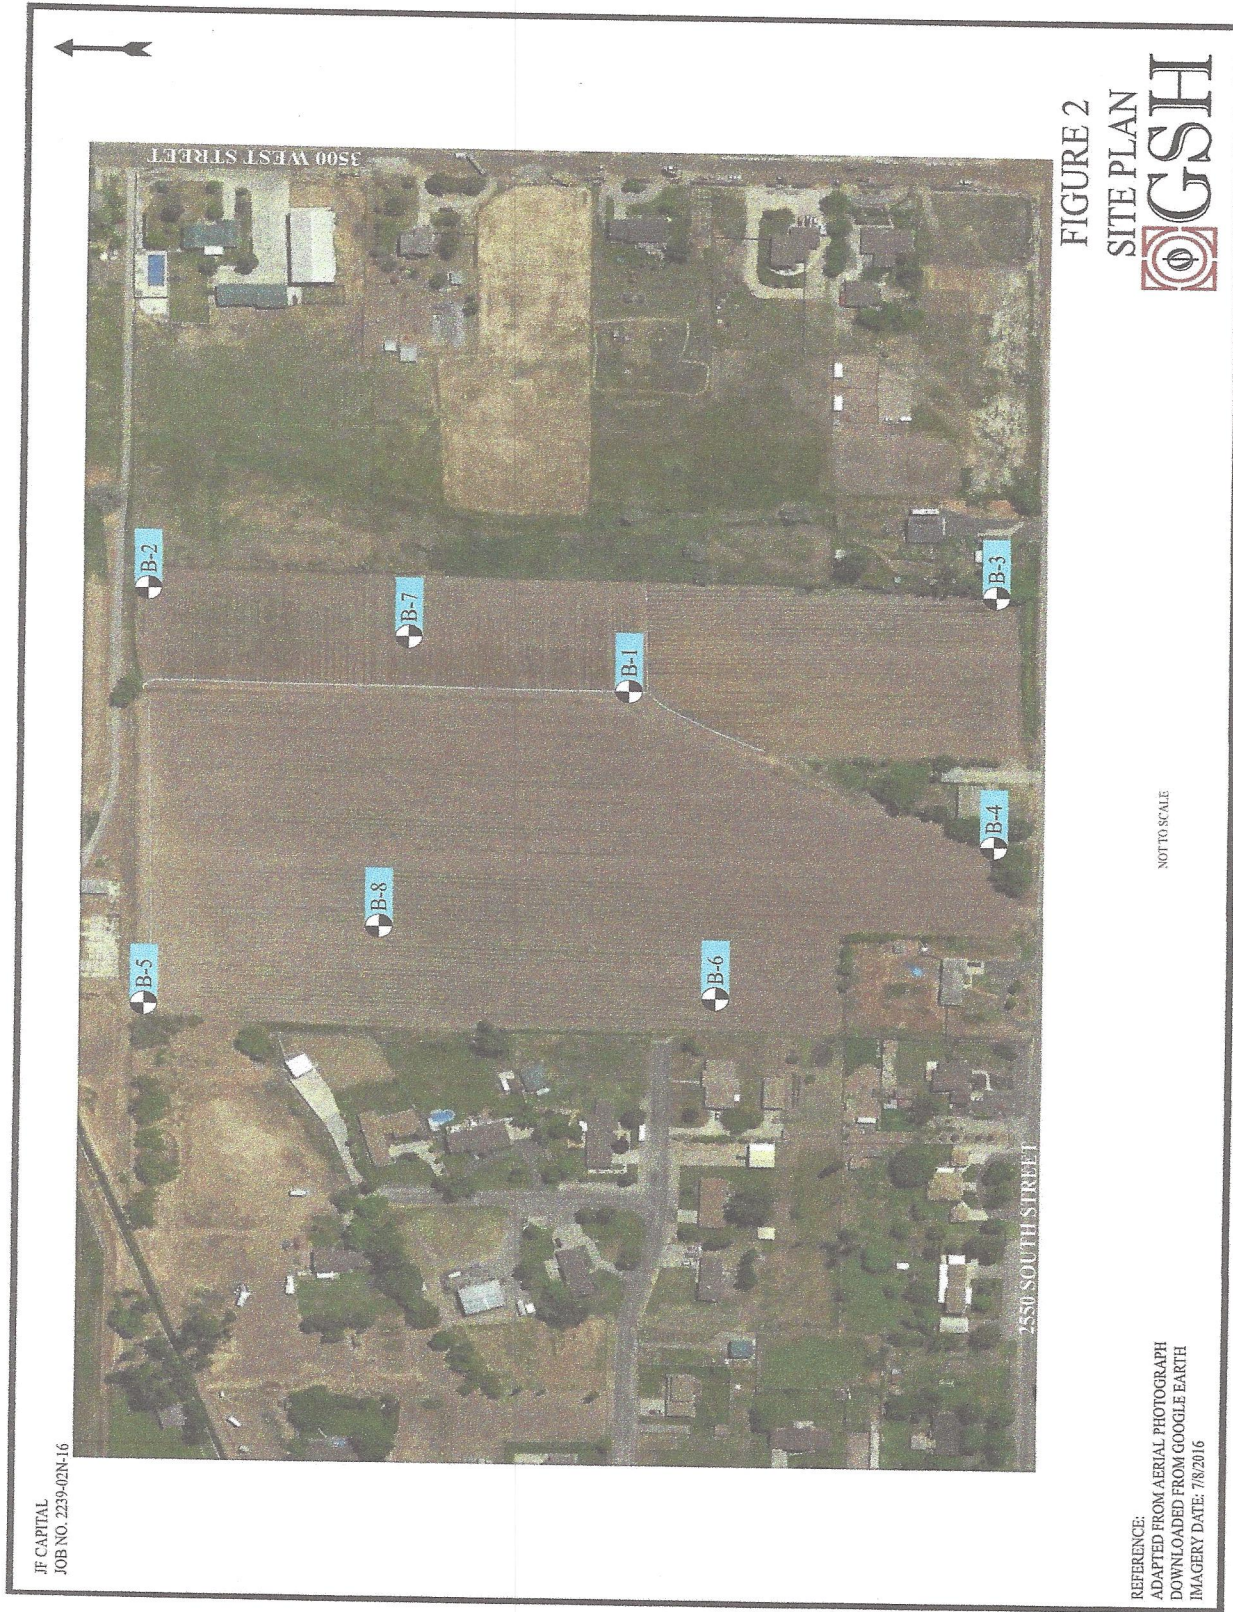 JF CAPITAL
JOB NO. 2239-02N-16
3500 WEST STREET
B-5
B-2
B-8
B-7
B-1
B-6
B-4
B-3
2550 SOUTH STREET
REFERENCE:
ADAPTED FROM AERIAL PHOTOGRAPH
DOWNLOADED FROM GOOGLE EARTH
IMAGERY DATE: 7/8/2016
NOT TO SCALE
FIGURE 2
SITE PLAN
GSH